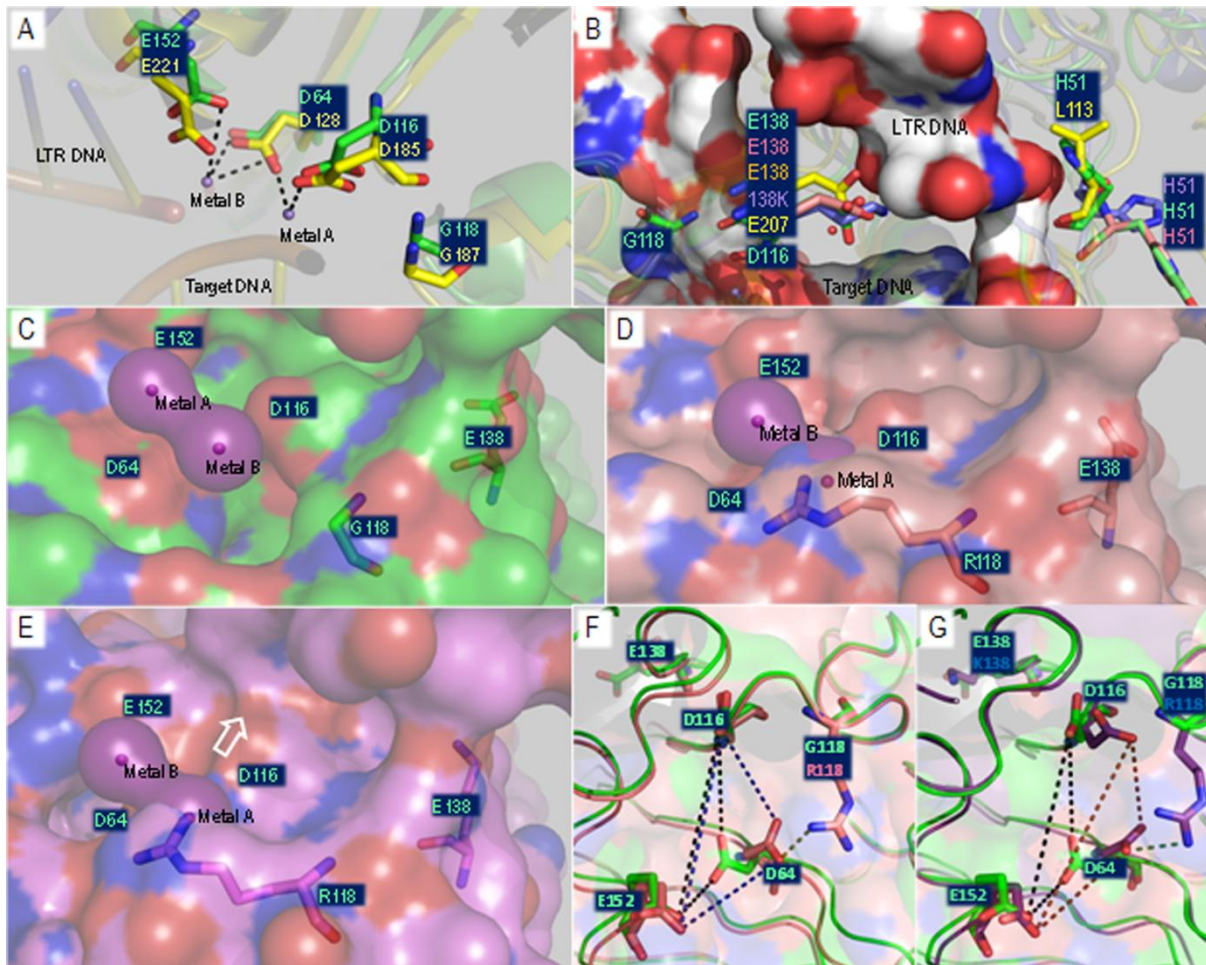 A
E152
E221
D64
D128
D116
D185
LTR DNA
Metal B
Metal A
G118
G187
Target DNA
B
H51
L113
E138
E138
E138
138K
E207
D116
LTR DNA
G118
H51
H51
H51
Target DNA
C
E152
Metal A
D116
D64
Metal B
E138
G118
D
E152
Metal B
D116
E138
D64
Metal A
R118
E
E152
Metal B
D116
D64
Metal A
E138
R118
F
E138
D116
G118
R118
D64
E152
G
E138
K138
D116
G118
R118
D64
E152